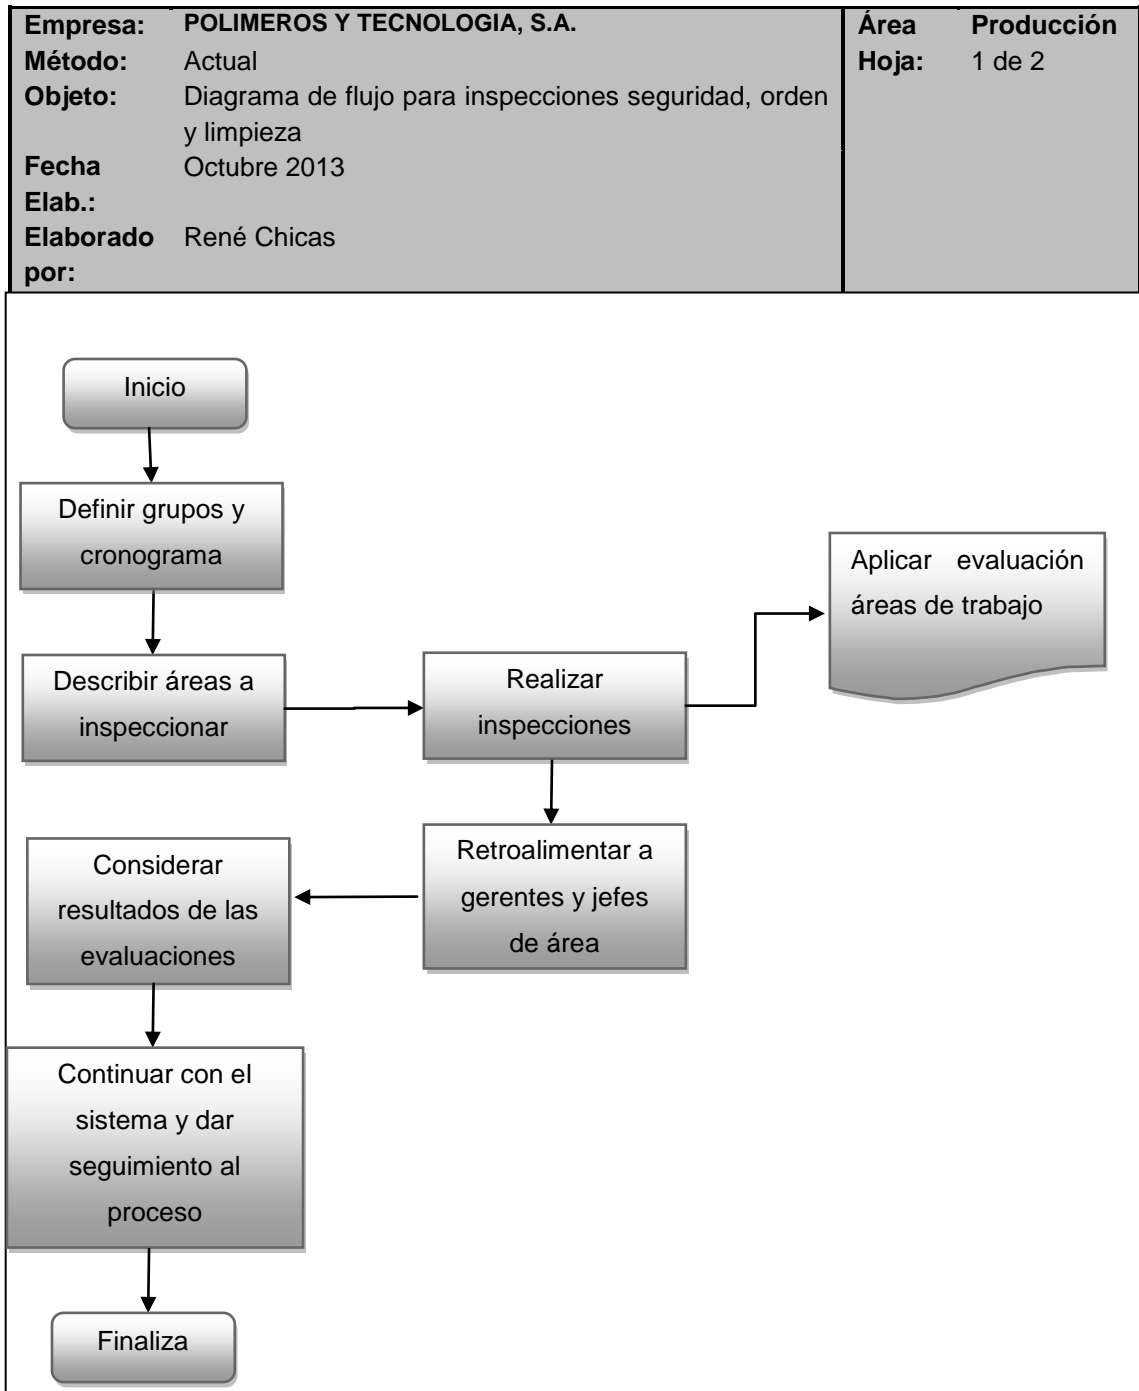 Empresa: POLIMEROS Y TECNOLOGIA, S.A. Área Producción
Método: Actual Hoja: 1 de 2
Objeto: Diagrama de flujo para inspecciones seguridad, orden
y limpieza
Fecha Octubre 2013
Elab.:
Elaborado René Chicas
por:
Inicio
Definir grupos y
cronograma
Describir áreas a
inspeccionar
Realizar
inspecciones
Aplicar evaluación
áreas de trabajo
Retroalimentar a
gerentes y jefes
de área
Considerar
resultados de las
evaluaciones
Continuar con el
sistema y dar
seguimiento al
proceso
Finaliza